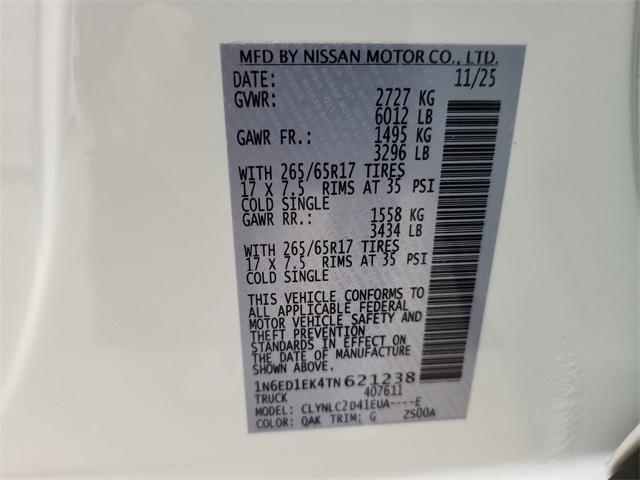 MFD BY NISSAN MOTOR CO., LTD.
DATE: 11/25
GVWR: 2727 KG
6012 LB
GAWR FR.: 1495 KG
3296 LB
WITH 265/65R17 TIRES
17 X 7.5 RIMS AT 35 PSI
COLD SINGLE
GAWR RR.: 1558 KG
3434 LB
WITH 265/65R17 TIRES
17 X 7.5 RIMS AT 35 PSI
COLD SINGLE
THIS VEHICLE CONFORMS TO
ALL APPLICABLE FEDERAL
MOTOR VEHICLE SAFETY AND
THEFT PREVENTION
STANDARDS IN EFFECT ON
THE DATE OF MANUFACTURE
SHOWN ABOVE.
1N6ED1EK4TN621238
TRUCK 407611
MODEL: CLYNLC2D41EUA----E
COLOR: QAK TRIM: G 2S00A